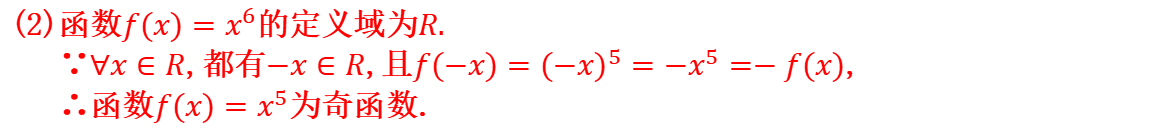 (2)函数f(x) = x⁶的定义域为R.
∵∀x ∈ R, 都有−x ∈ R, 且f(−x) = (−x)⁵ = −x⁵ =− f(x),
∴函数f(x) = x⁵为奇函数.